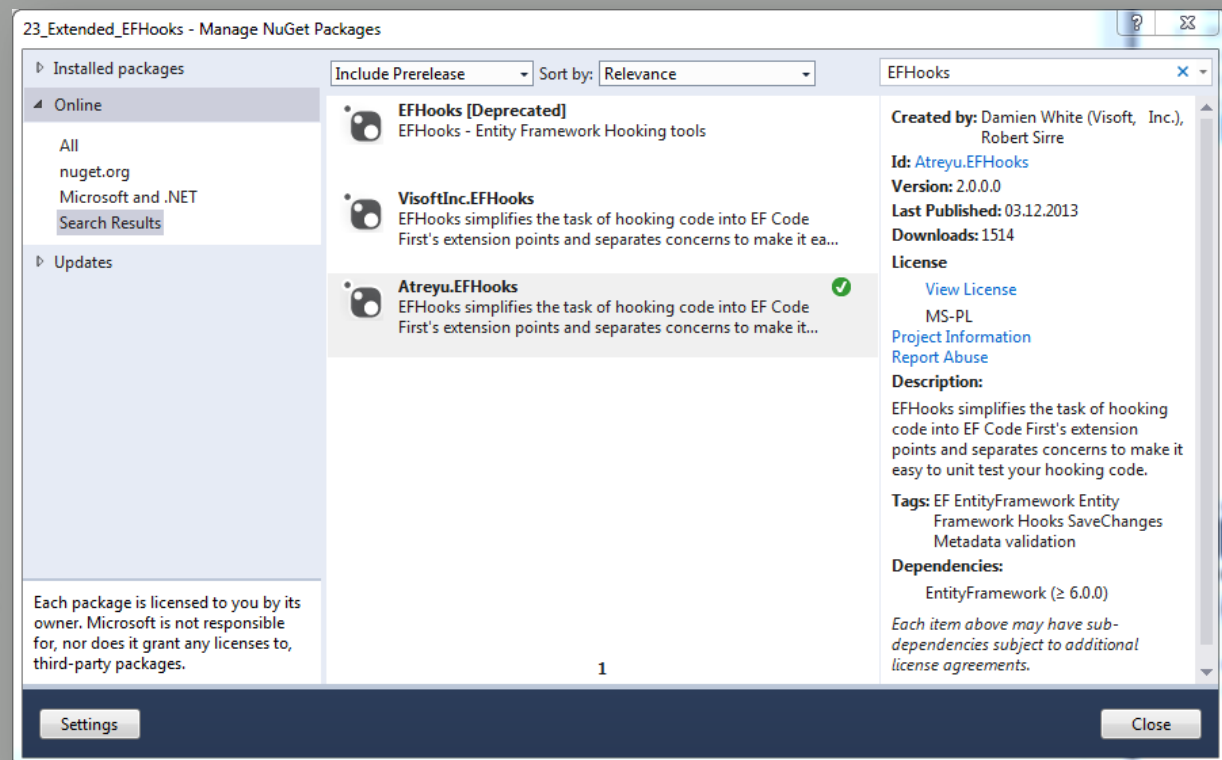 23_Extended_EFHooks - Manage NuGet Packages
Installed packages
Online
All
nuget.org
Microsoft and .NET
Search Results
Updates
Each package is licensed to you by its
owner. Microsoft is not responsible
for, nor does it grant any licenses to,
third-party packages.
Include Prerelease
Sort by: Relevance
EFHooks [Deprecated]
EFHooks - Entity Framework Hooking tools
VisoftInc.EFHooks
EFHooks simplifies the task of hooking code into EF Code
First's extension points and separates concerns to make it ea...
Atreyu.EFHooks
EFHooks simplifies the task of hooking code into EF Code
First's extension points and separates concerns to make it...
1
EFHooks
Created by: Damien White (Visoft, Inc.),
Robert Sirre
Id: Atreyu.EFHooks
Version: 2.0.0.0
Last Published: 03.12.2013
Downloads: 1514
License
View License
MS-PL
Project Information
Report Abuse
Description:
EFHooks simplifies the task of hooking
code into EF Code First's extension
points and separates concerns to make it
easy to unit test your hooking code.
Tags: EF EntityFramework Entity
Framework Hooks SaveChanges
Metadata validation
Dependencies:
EntityFramework (≥ 6.0.0)
Each item above may have sub-
dependencies subject to additional
license agreements.
Settings
Close